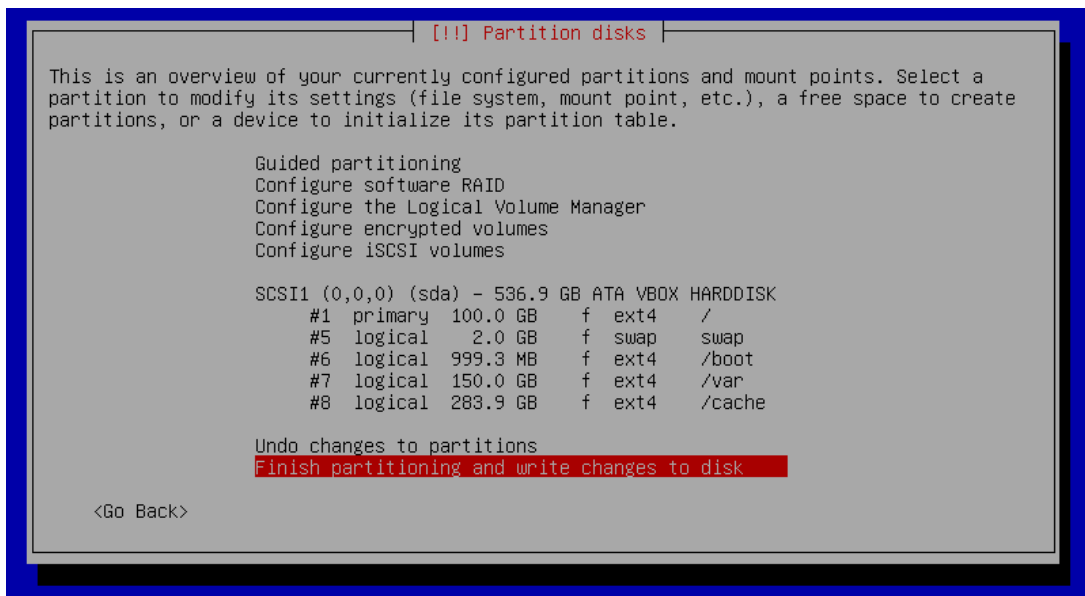 [!!] Partition disks
This is an overview of your currently configured partitions and mount points. Select a
partition to modify its settings (file system, mount point, etc.), a free space to create
partitions, or a device to initialize its partition table.
Guided partitioning
Configure software RAID
Configure the Logical Volume Manager
Configure encrypted volumes
Configure iSCSI volumes
SCSI1 (0,0,0) (sda) – 536.9 GB ATA VBOX HARDDISK
#1 primary 100.0 GB f ext4 /
#5 logical 2.0 GB f swap swap
#6 logical 999.3 MB f ext4 /boot
#7 logical 150.0 GB f ext4 /var
#8 logical 283.9 GB f ext4 /cache
Undo changes to partitions
Finish partitioning and write changes to disk
<Go Back>